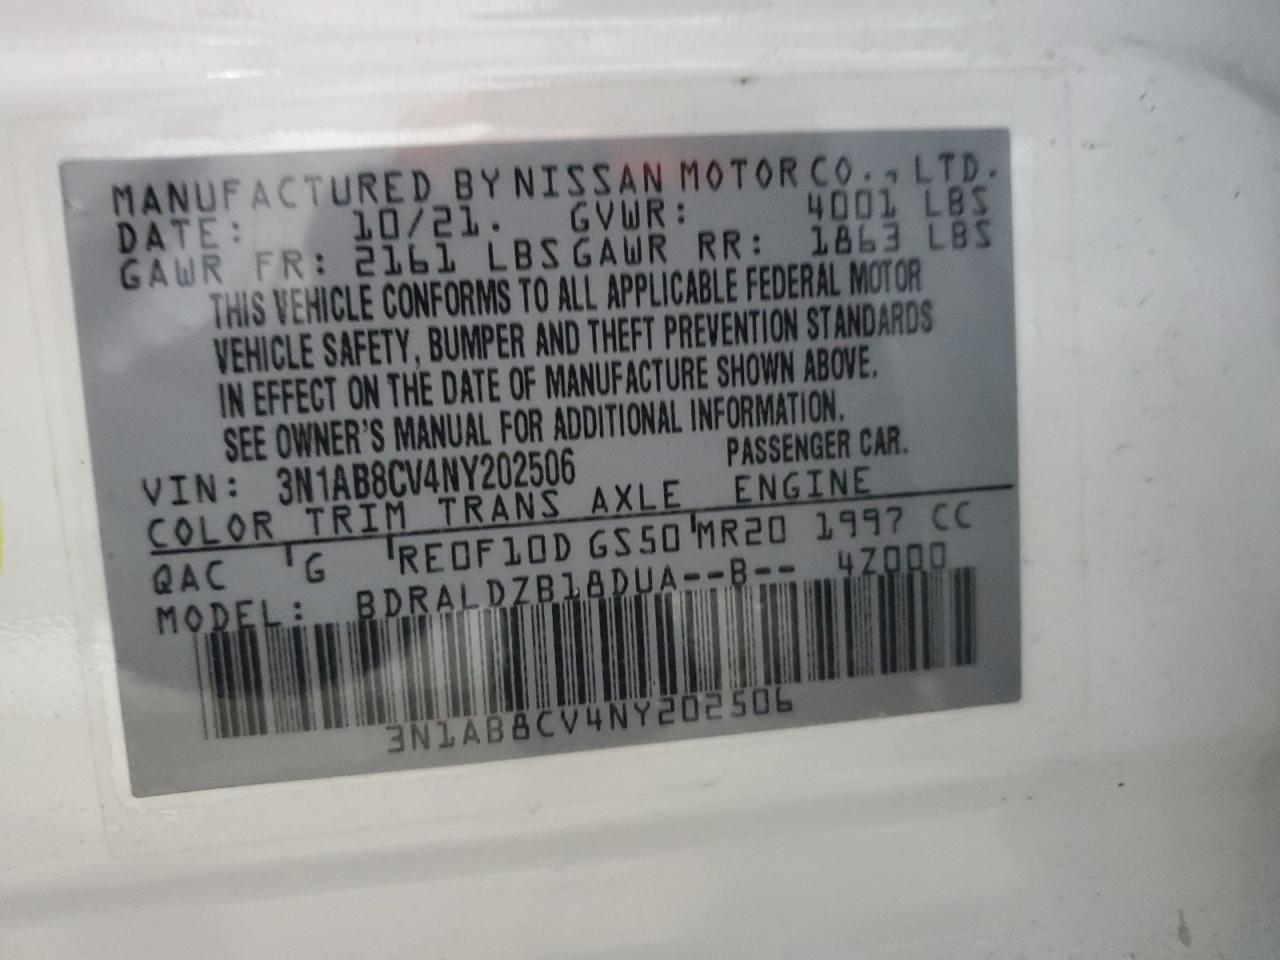 MANUFACTURED BY NISSAN MOTOR CO., LTD.
DATE: 10/21. GVWR: 4001 LBS
GAWR FR: 2161 LBS GAWR RR: 1863 LBS
THIS VEHICLE CONFORMS TO ALL APPLICABLE FEDERAL MOTOR
VEHICLE SAFETY, BUMPER AND THEFT PREVENTION STANDARDS
IN EFFECT ON THE DATE OF MANUFACTURE SHOWN ABOVE.
SEE OWNER'S MANUAL FOR ADDITIONAL INFORMATION.
VIN: 3N1AB8CV4NY202506 PASSENGER CAR.
COLOR TRIM TRANS AXLE ENGINE
QAC G RE0F10D GS50 MR20 1997 CC
MODEL: BDRALDZB18DUA--B-- 4Z000
3N1AB8CV4NY202506